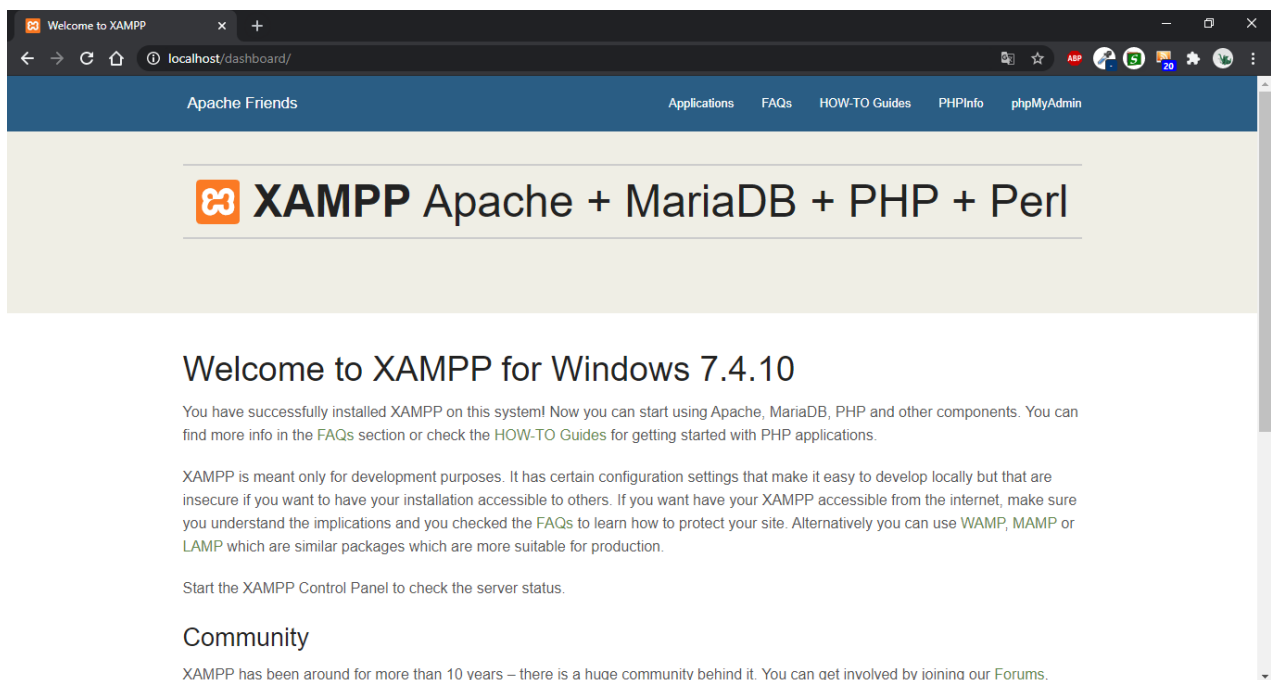 Welcome to XAMPP
localhost/dashboard/
ABP
S
20
Apache Friends
Applications FAQs HOW-TO Guides PHPInfo phpMyAdmin
XAMPP Apache + MariaDB + PHP + Perl
Welcome to XAMPP for Windows 7.4.10
You have successfully installed XAMPP on this system! Now you can start using Apache, MariaDB, PHP and other components. You can
find more info in the FAQs section or check the HOW-TO Guides for getting started with PHP applications.
XAMPP is meant only for development purposes. It has certain configuration settings that make it easy to develop locally but that are
insecure if you want to have your installation accessible to others. If you want have your XAMPP accessible from the internet, make sure
you understand the implications and you checked the FAQs to learn how to protect your site. Alternatively you can use WAMP, MAMP or
LAMP which are similar packages which are more suitable for production.
Start the XAMPP Control Panel to check the server status.
Community
XAMPP has been around for more than 10 years – there is a huge community behind it. You can get involved by joining our Forums,